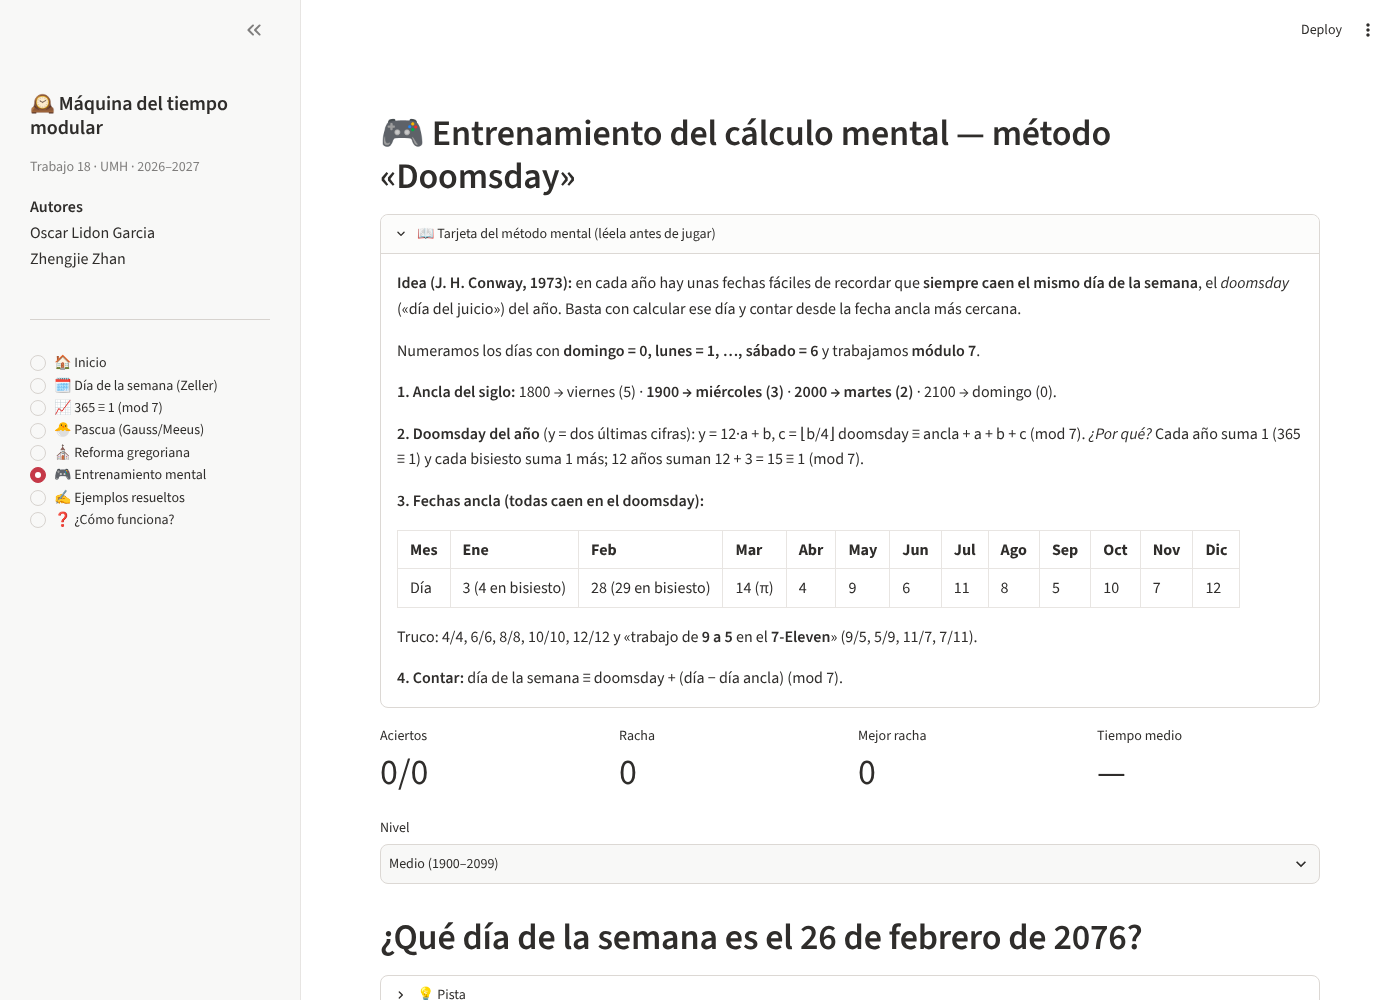 Deploy
🕰️ Máquina del tiempo
modular
Trabajo 18 · UMH · 2026–2027
Autores
Oscar Lidon Garcia
Zhengjie Zhan
🏠 Inicio
🗓️ Día de la semana (Zeller)
📈 365 ≡ 1 (mod 7)
🐣 Pascua (Gauss/Meeus)
⛪ Reforma gregoriana
🎮 Entrenamiento mental
✍️ Ejemplos resueltos
❓ ¿Cómo funciona?
🎮 Entrenamiento del cálculo mental — método
«Doomsday»
📖 Tarjeta del método mental (léela antes de jugar)
Idea (J. H. Conway, 1973): en cada año hay unas fechas fáciles de recordar que siempre caen el mismo día de la semana, el doomsday
(«día del juicio») del año. Basta con calcular ese día y contar desde la fecha ancla más cercana.
Numeramos los días con domingo = 0, lunes = 1, …, sábado = 6 y trabajamos módulo 7.
1. Ancla del siglo: 1800 → viernes (5) · 1900 → miércoles (3) · 2000 → martes (2) · 2100 → domingo (0).
2. Doomsday del año (y = dos últimas cifras): y = 12·a + b, c = ⌊b/4⌋ doomsday ≡ ancla + a + b + c (mod 7). ¿Por qué? Cada año suma 1 (365
≡ 1) y cada bisiesto suma 1 más; 12 años suman 12 + 3 = 15 ≡ 1 (mod 7).
3. Fechas ancla (todas caen en el doomsday):
Mes Ene Feb Mar Abr May Jun Jul Ago Sep Oct Nov Dic
Día 3 (4 en bisiesto) 28 (29 en bisiesto) 14 (π) 4 9 6 11 8 5 10 7 12
Truco: 4/4, 6/6, 8/8, 10/10, 12/12 y «trabajo de 9 a 5 en el 7-Eleven» (9/5, 5/9, 11/7, 7/11).
4. Contar: día de la semana ≡ doomsday + (día − día ancla) (mod 7).
Aciertos Racha Mejor racha Tiempo medio
0/0 0 0 —
Nivel
Medio (1900–2099)
¿Qué día de la semana es el 26 de febrero de 2076?
💡 Pista